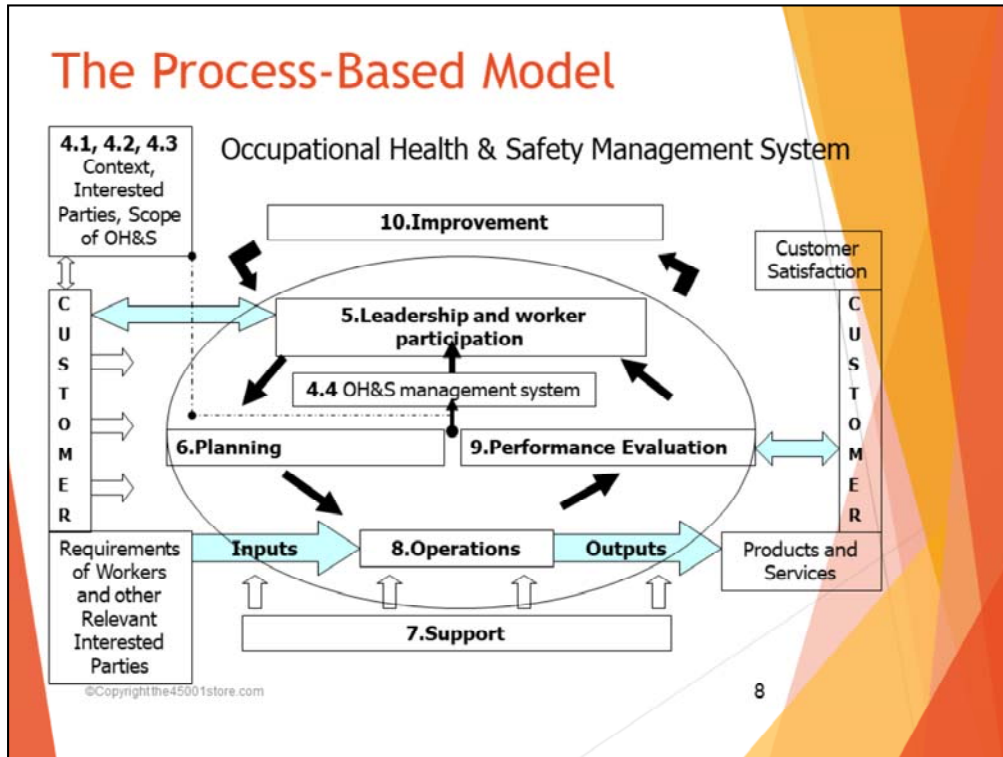 The Process-Based Model
4.1, 4.2, 4.3
Context,
Interested
Parties, Scope
of OH&S
Occupational Health & Safety Management System
10.Improvement
Customer
Satisfaction
C
U
S
T
O
M
E
R
5.Leadership and worker
participation
4.4 OH&S management system
6.Planning
9.Performance Evaluation
C
U
S
T
O
M
E
R
Requirements
of Workers
and other
Relevant
Interested
Parties
Inputs
8.Operations
Outputs
Products and
Services
7.Support
©Copyrightthe45001store.com
8